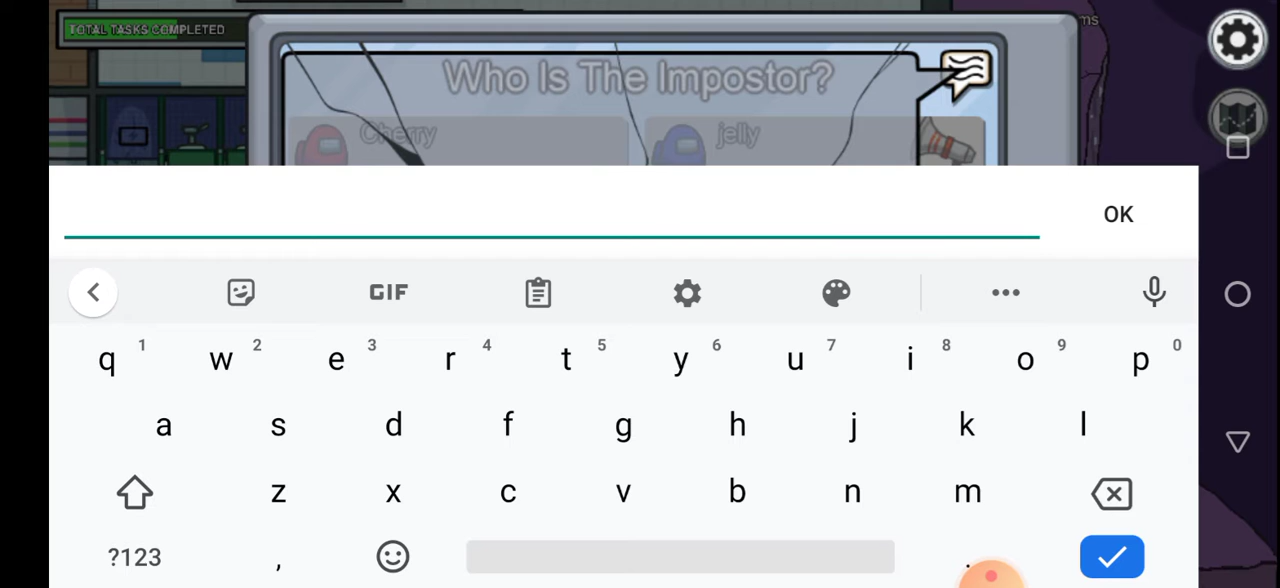 TOTAL TASKS COMPLETED
ms
Who Is The Impostor?
Cherry
jelly
OK
GIF
q 1 w 2 e 3 r 4 t 5 y 6 u 7 i 8 o 9 p 0
a s d f g h j k l
z x c v b n m
?123 , .